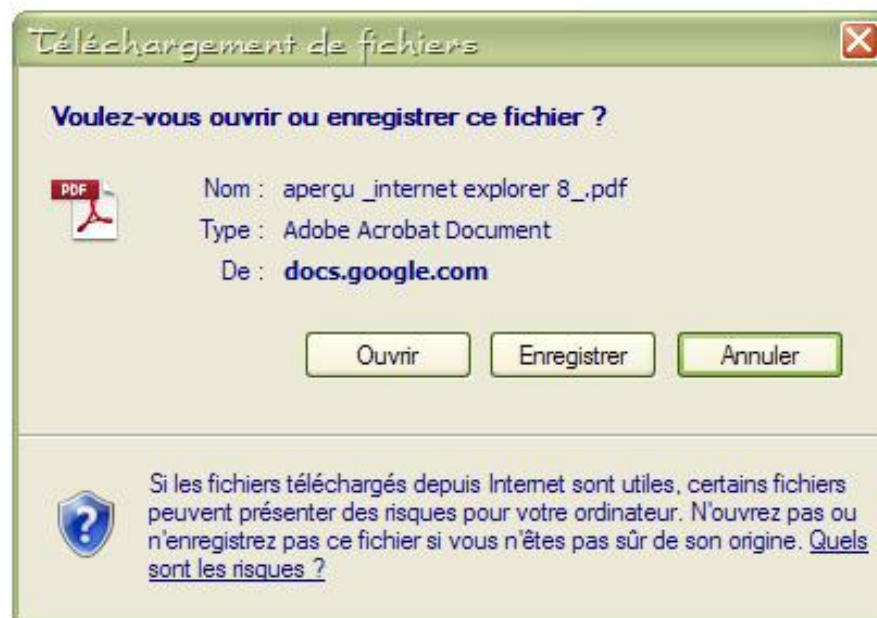 Téléchargement de fichiers
Voulez-vous ouvrir ou enregistrer ce fichier ?
PDF
Nom : aperçu _internet explorer 8_.pdf
Type : Adobe Acrobat Document
De : docs.google.com
Ouvrir Enregistrer Annuler
Si les fichiers téléchargés depuis Internet sont utiles, certains fichiers
peuvent présenter des risques pour votre ordinateur. N'ouvrez pas ou
n'enregistrez pas ce fichier si vous n'êtes pas sûr de son origine. Quels
sont les risques ?